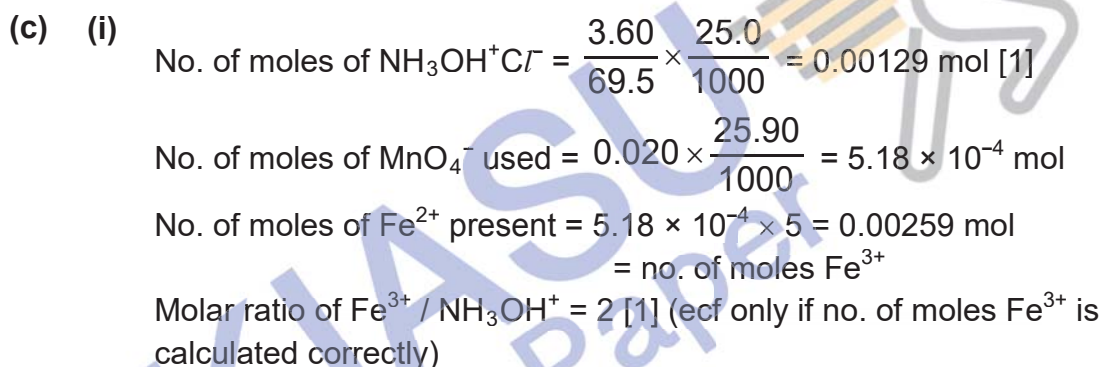 (c) (i)
No. of moles of NH₃OH⁺Cl⁻ = 3.60/69.5 × 25.0/1000 = 0.00129 mol [1]
No. of moles of MnO₄⁻ used = 0.020 × 25.90/1000 = 5.18 × 10⁻⁴ mol
No. of moles of Fe²⁺ present = 5.18 × 10⁻⁴ × 5 = 0.00259 mol
= no. of moles Fe³⁺
Molar ratio of Fe³⁺ / NH₃OH⁺ = 2 [1] (ecf only if no. of moles Fe³⁺ is
calculated correctly)
KIASU
Paper